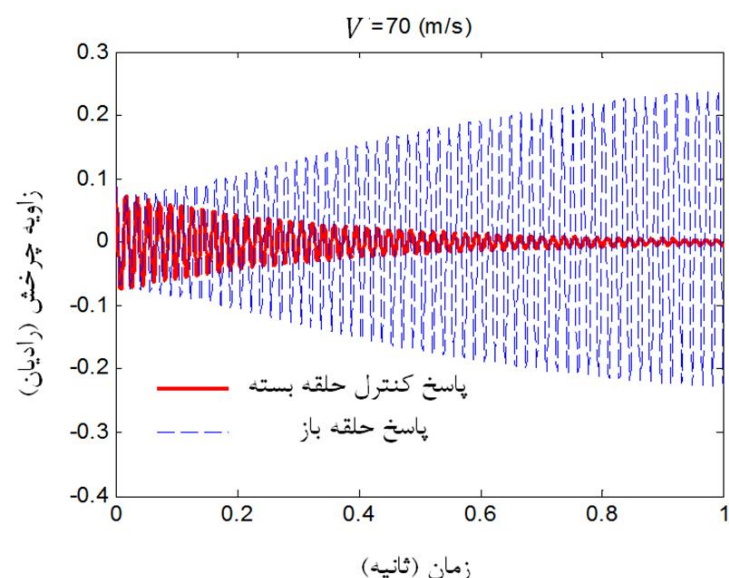 V =70 (m/s)
0.3
0.2
0.1
0
-0.1
-0.2
-0.3
-0.4
زاویه چرخش (رادیان)
پاسخ کنترل حلقه بسته
پاسخ حلقه باز
0 0.2 0.4 0.6 0.8 1
زمان (ثانیه)